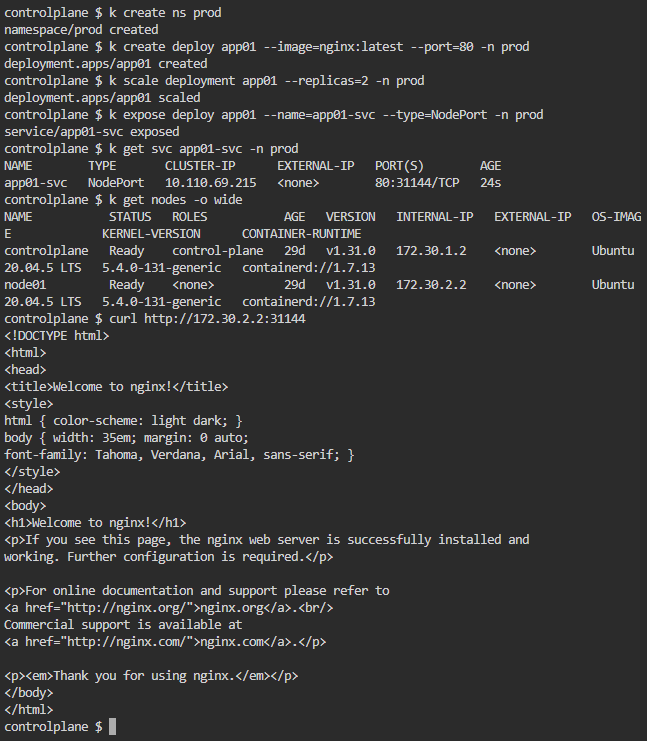 controlplane $ k create ns prod
namespace/prod created
controlplane $ k create deploy app01 --image=nginx:latest --port=80 -n prod
deployment.apps/app01 created
controlplane $ k scale deployment app01 --replicas=2 -n prod
deployment.apps/app01 scaled
controlplane $ k expose deploy app01 --name=app01-svc --type=NodePort -n prod
service/app01-svc exposed
controlplane $ k get svc app01-svc -n prod
NAME        TYPE       CLUSTER-IP      EXTERNAL-IP   PORT(S)        AGE
app01-svc   NodePort   10.110.69.215   <none>        80:31144/TCP   24s
controlplane $ k get nodes -o wide
NAME           STATUS   ROLES           AGE   VERSION   INTERNAL-IP   EXTERNAL-IP   OS-IMAG
E             KERNEL-VERSION      CONTAINER-RUNTIME
controlplane   Ready    control-plane   29d   v1.31.0   172.30.1.2    <none>        Ubuntu
20.04.5 LTS   5.4.0-131-generic   containerd://1.7.13
node01         Ready    <none>          29d   v1.31.0   172.30.2.2    <none>        Ubuntu
20.04.5 LTS   5.4.0-131-generic   containerd://1.7.13
controlplane $ curl http://172.30.2.2:31144
<!DOCTYPE html>
<html>
<head>
<title>Welcome to nginx!</title>
<style>
html { color-scheme: light dark; }
body { width: 35em; margin: 0 auto;
font-family: Tahoma, Verdana, Arial, sans-serif; }
</style>
</head>
<body>
<h1>Welcome to nginx!</h1>
<p>If you see this page, the nginx web server is successfully installed and
working. Further configuration is required.</p>

<p>For online documentation and support please refer to
<a href="http://nginx.org/">nginx.org</a>.<br/>
Commercial support is available at
<a href="http://nginx.com/">nginx.com</a>.</p>

<p><em>Thank you for using nginx.</em></p>
</body>
</html>
controlplane $